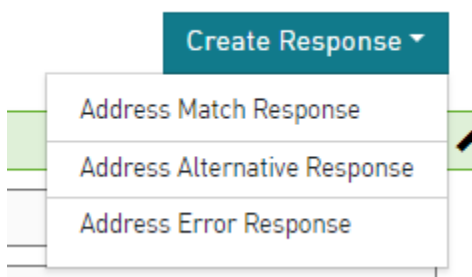 Create Response
Address Match Response
Address Alternative Response
Address Error Response